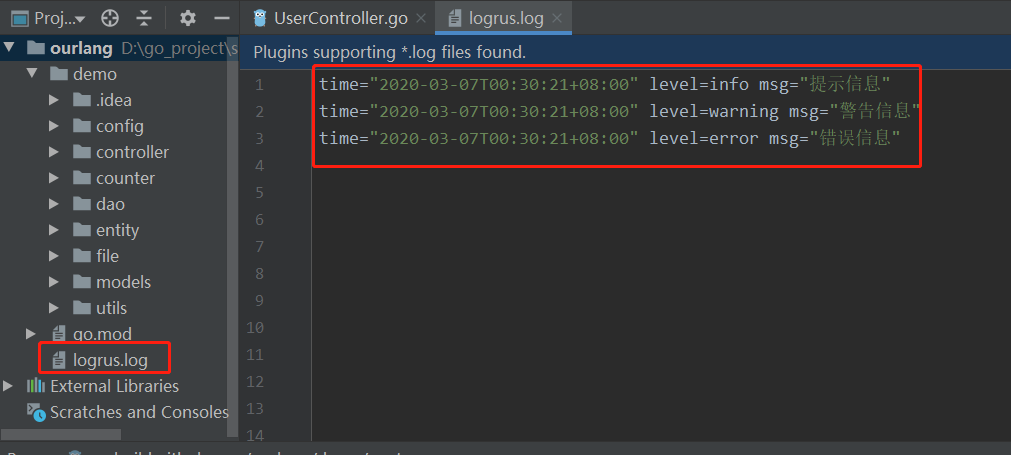 Proj...
UserController.go
logrus.log
ourlang D:\go_project\s
Plugins supporting *.log files found.
demo
.idea
config
controller
counter
dao
entity
file
models
utils
go.mod
logrus.log
External Libraries
Scratches and Consoles
1 time="2020-03-07T00:30:21+08:00" level=info msg="提示信息"
2 time="2020-03-07T00:30:21+08:00" level=warning msg="警告信息"
3 time="2020-03-07T00:30:21+08:00" level=error msg="错误信息"
4
5
6
7
8
9
10
11
12
13
14